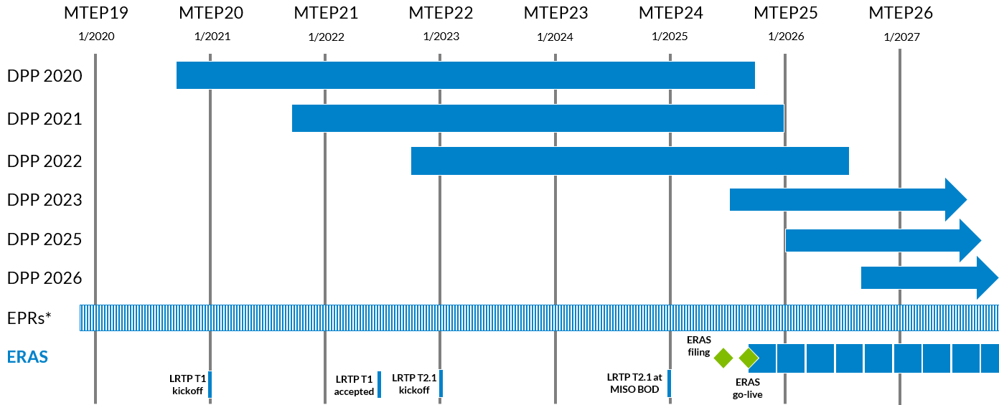 MTEP19 MTEP20 MTEP21 MTEP22 MTEP23 MTEP24 MTEP25 MTEP26
1/2020 1/2021 1/2022 1/2023 1/2024 1/2025 1/2026 1/2027
DPP 2020
DPP 2021
DPP 2022
DPP 2023
DPP 2025
DPP 2026
EPRs*
ERAS
ERAS
filing
LRTP T1
kickoff
LRTP T1
accepted
LRTP T2.1
kickoff
LRTP T2.1 at
MISO BOD
ERAS
go-live